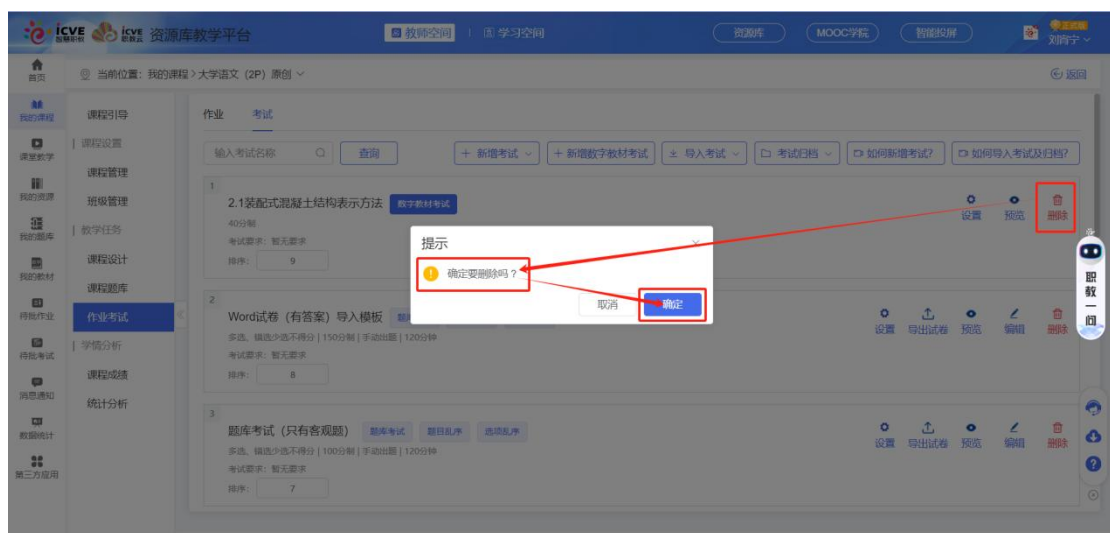 icve 智慧职教 icve 职教云 资源库教学平台
教师空间 学习空间
资源库 MOOC学院 智能投屏
正式版
刘向宁
首页
当前位置：我的课程>大学语文（2P）原创
返回
我的课程
课堂教学
我的资源
我的题库
我的教材
待批作业
待批考试
消息通知
数据统计
第三方应用
课程引导
课程设置
课程管理
班级管理
教学任务
课程设计
课程题库
作业考试
学情分析
课程成绩
统计分析
作业 考试
输入考试名称 查询 + 新增考试 + 新增数字教材考试 导入考试 考试归档 如何新增考试? 如何导入考试及归档?
1
2.1装配式混凝土结构表示方法 数字教材考试
40分制
考试要求：暂无要求
排序： 9
设置 预览 删除
提示
确定要删除吗？
取消 确定
2
Word试卷（有答案）导入模板
多选、错选少选不得分 | 150分制 | 手动出题 | 120分钟
考试要求：暂无要求
排序： 8
设置 导出试卷 预览 编辑 删除
3
题库考试（只有客观题） 题库考试 题目乱序 选项乱序
多选、错选少选不得分 | 100分制 | 手动出题 | 120分钟
考试要求：暂无要求
排序： 7
设置 导出试卷 预览 编辑 删除
职教一问